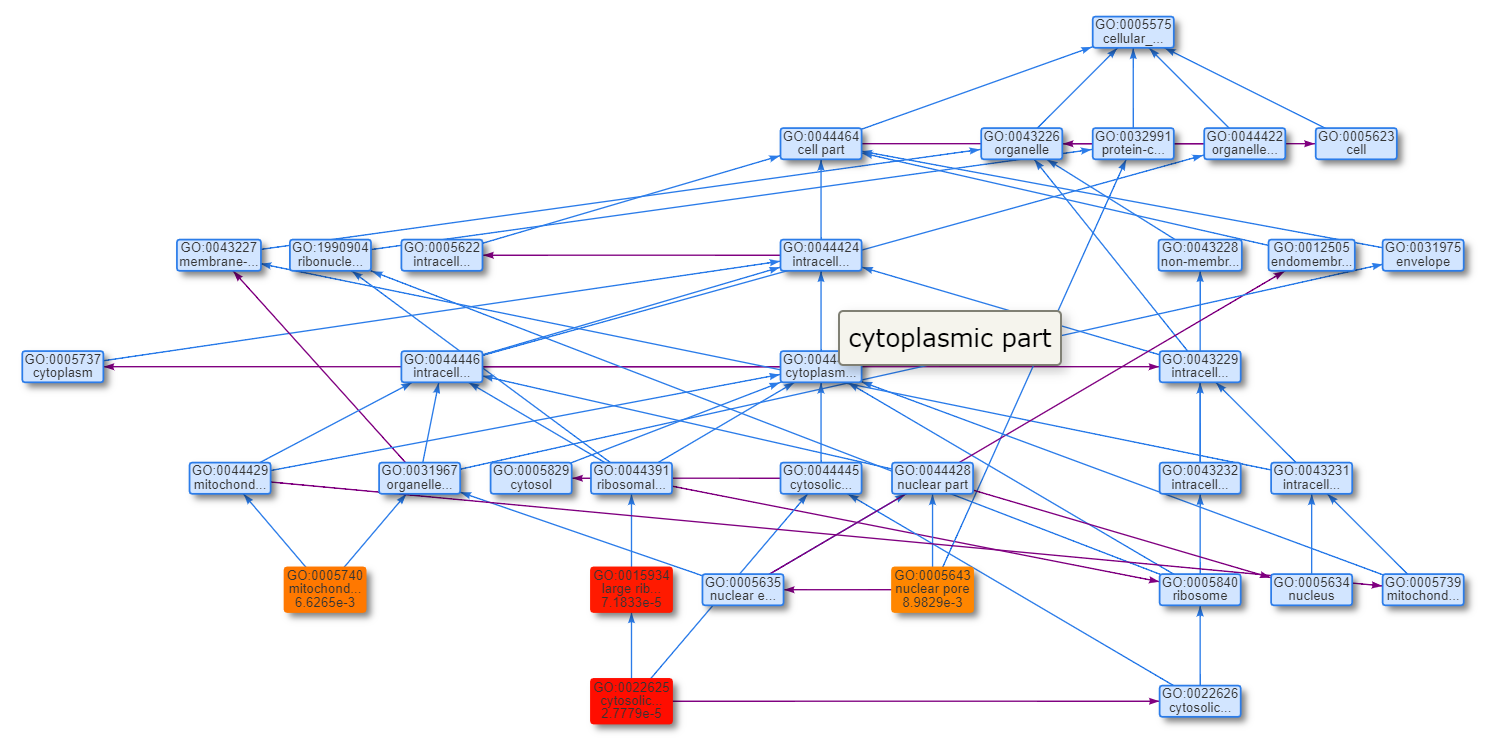 GO:0005575
cellular_...
GO:0044464
cell part
GO:0043226
organelle
GO:0032991
protein-c...
GO:0044422
organelle...
GO:0005623
cell
GO:0043227
membrane-...
GO:1990904
ribonucle...
GO:0005622
intracell...
GO:0044424
intracell...
GO:0043228
non-membr...
GO:0012505
endomembr...
GO:0031975
envelope
cytoplasmic part
GO:0005737
cytoplasm
GO:0044446
intracell...
cytoplasm...
GO:0043229
intracell...
GO:0044429
mitochond...
GO:0031967
organelle...
GO:0005829
cytosol
GO:0044391
ribosomal...
GO:0044445
cytosolic...
GO:0044428
nuclear part
GO:0043232
intracell...
GO:0043231
intracell...
GO:0005740
mitochond...
6.6265e-3
GO:0015934
large rib...
7.1833e-5
GO:0005635
nuclear e...
GO:0005643
nuclear pore
8.9829e-3
GO:0005840
ribosome
GO:0005634
nucleus
GO:0005739
mitochond...
GO:0022625
cytosolic...
2.7779e-5
GO:0022626
cytosolic...